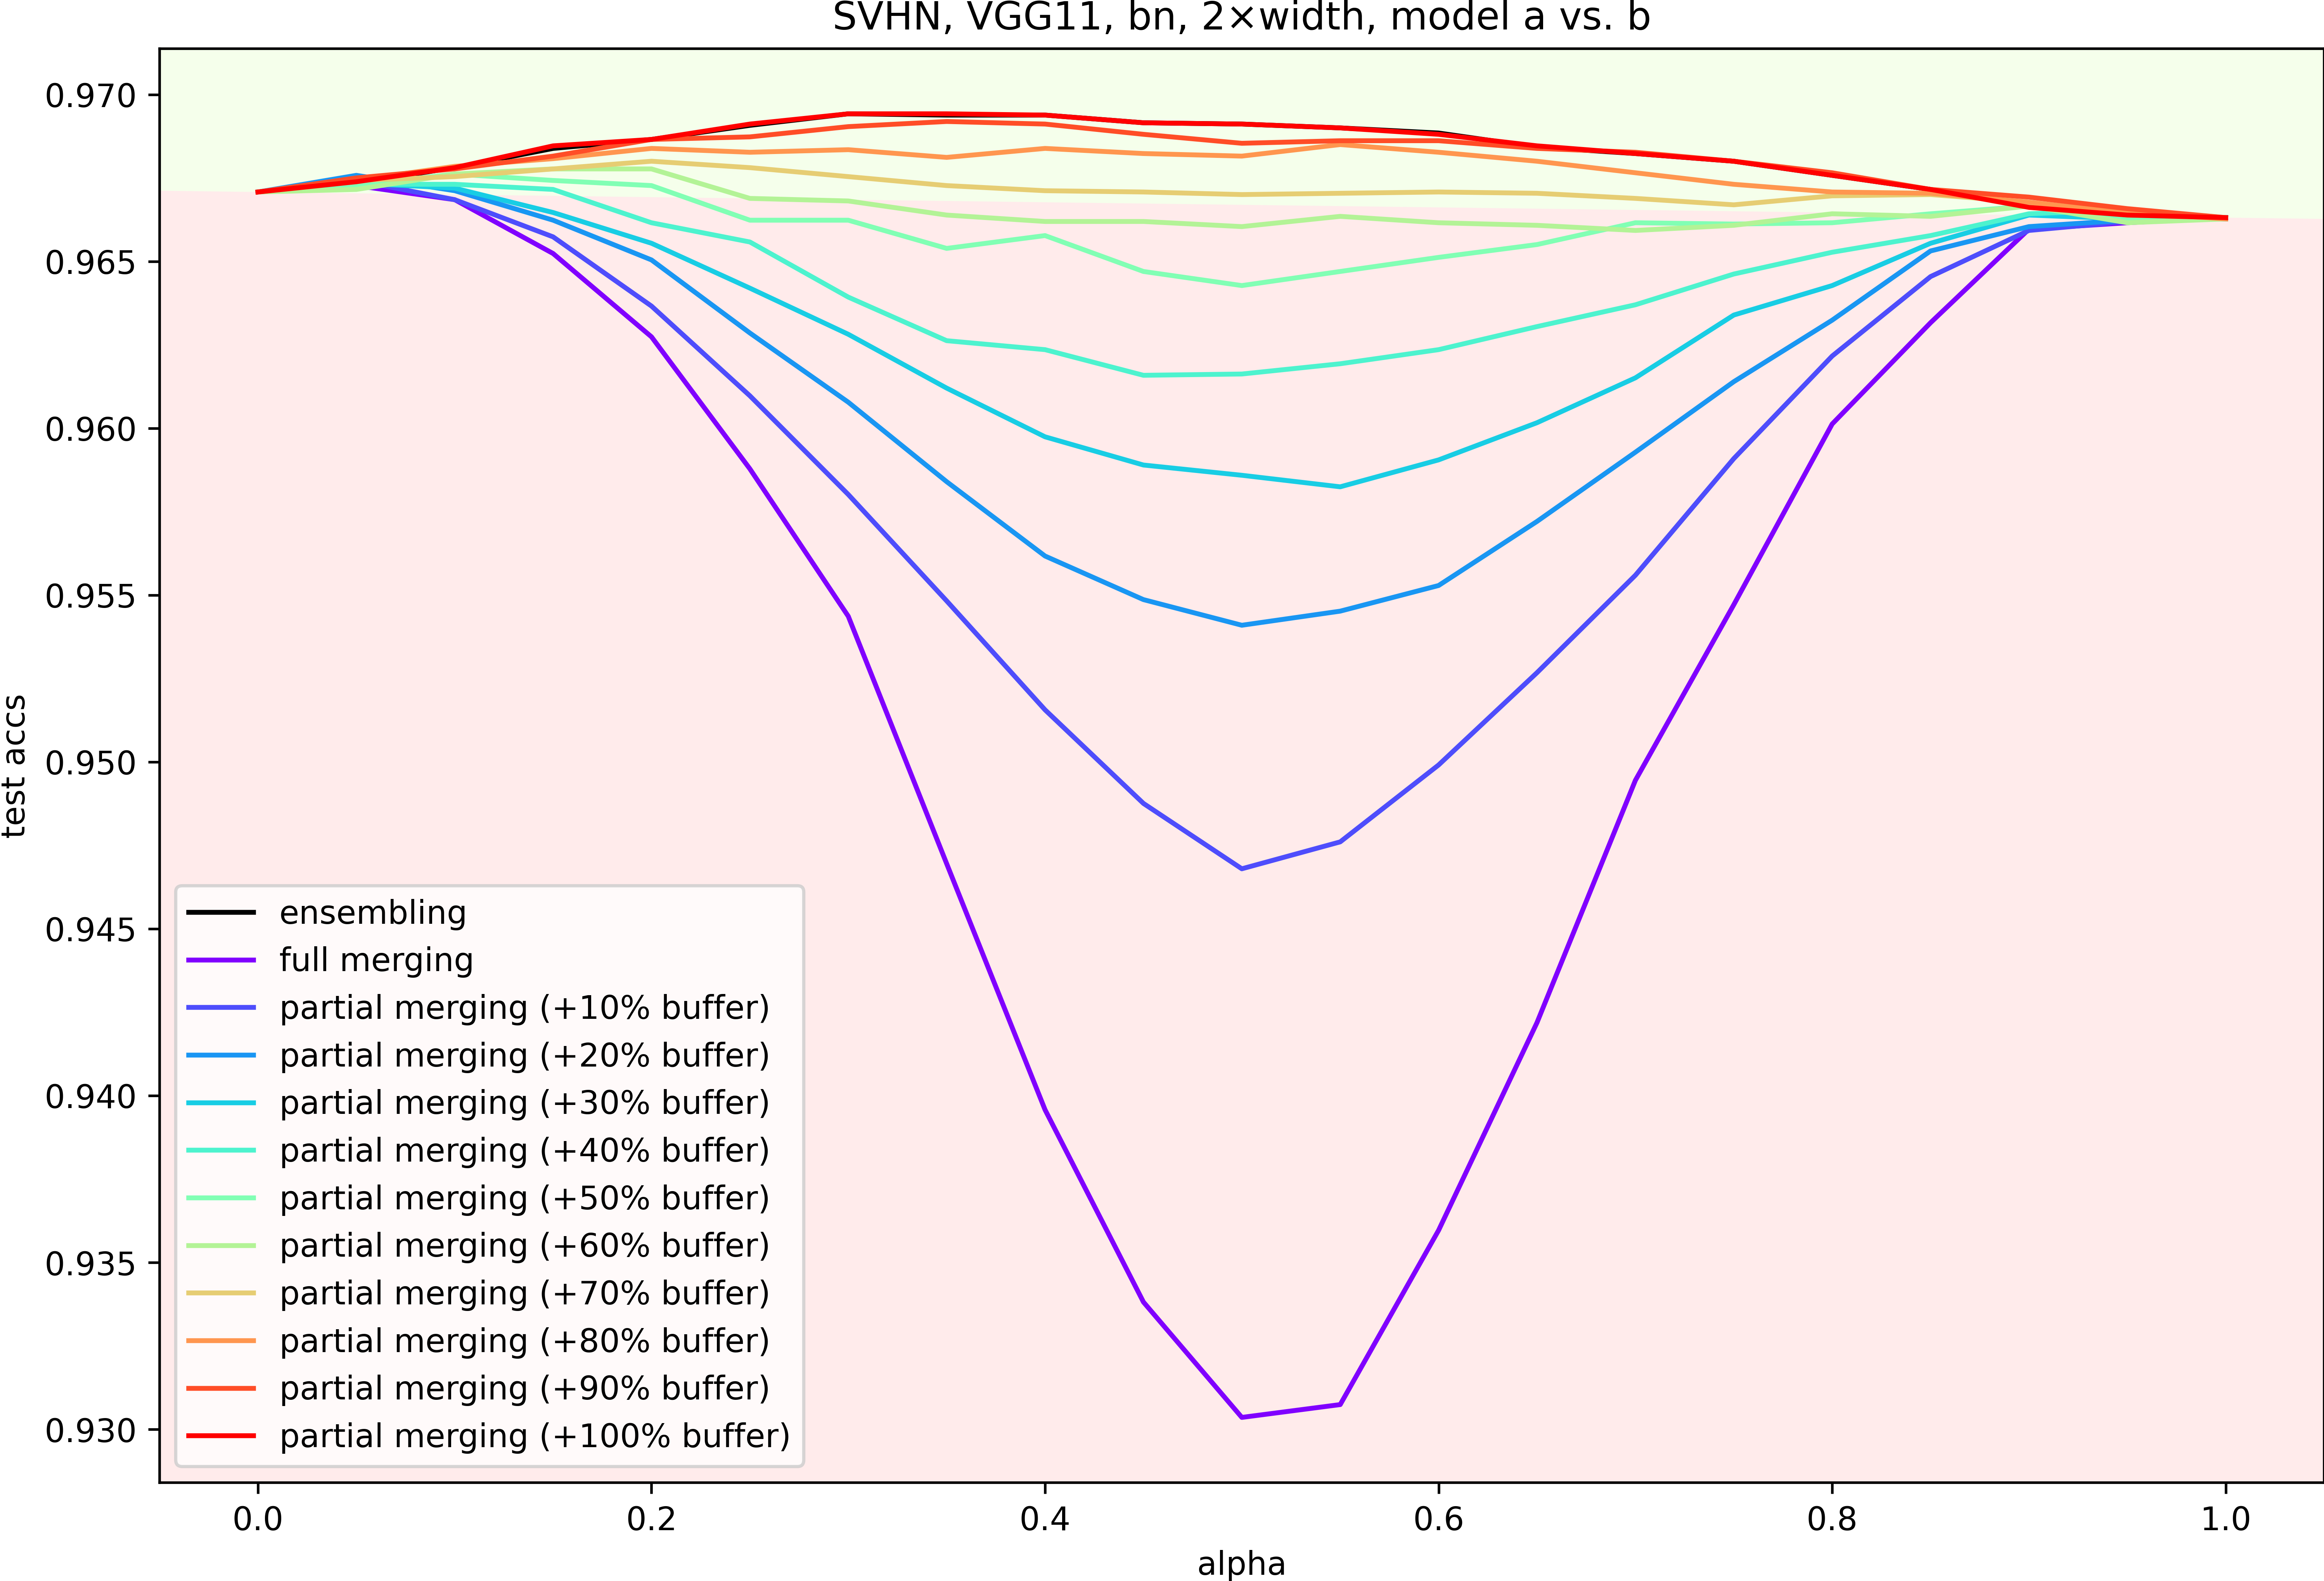 SVHN, VGG11, bn, 2×width, model a vs. b
0.970
0.965
0.960
0.955
0.950
0.945
0.940
0.935
0.930
test accs
ensembling
full merging
partial merging (+10% buffer)
partial merging (+20% buffer)
partial merging (+30% buffer)
partial merging (+40% buffer)
partial merging (+50% buffer)
partial merging (+60% buffer)
partial merging (+70% buffer)
partial merging (+80% buffer)
partial merging (+90% buffer)
partial merging (+100% buffer)
0.0 0.2 0.4 0.6 0.8 1.0
alpha